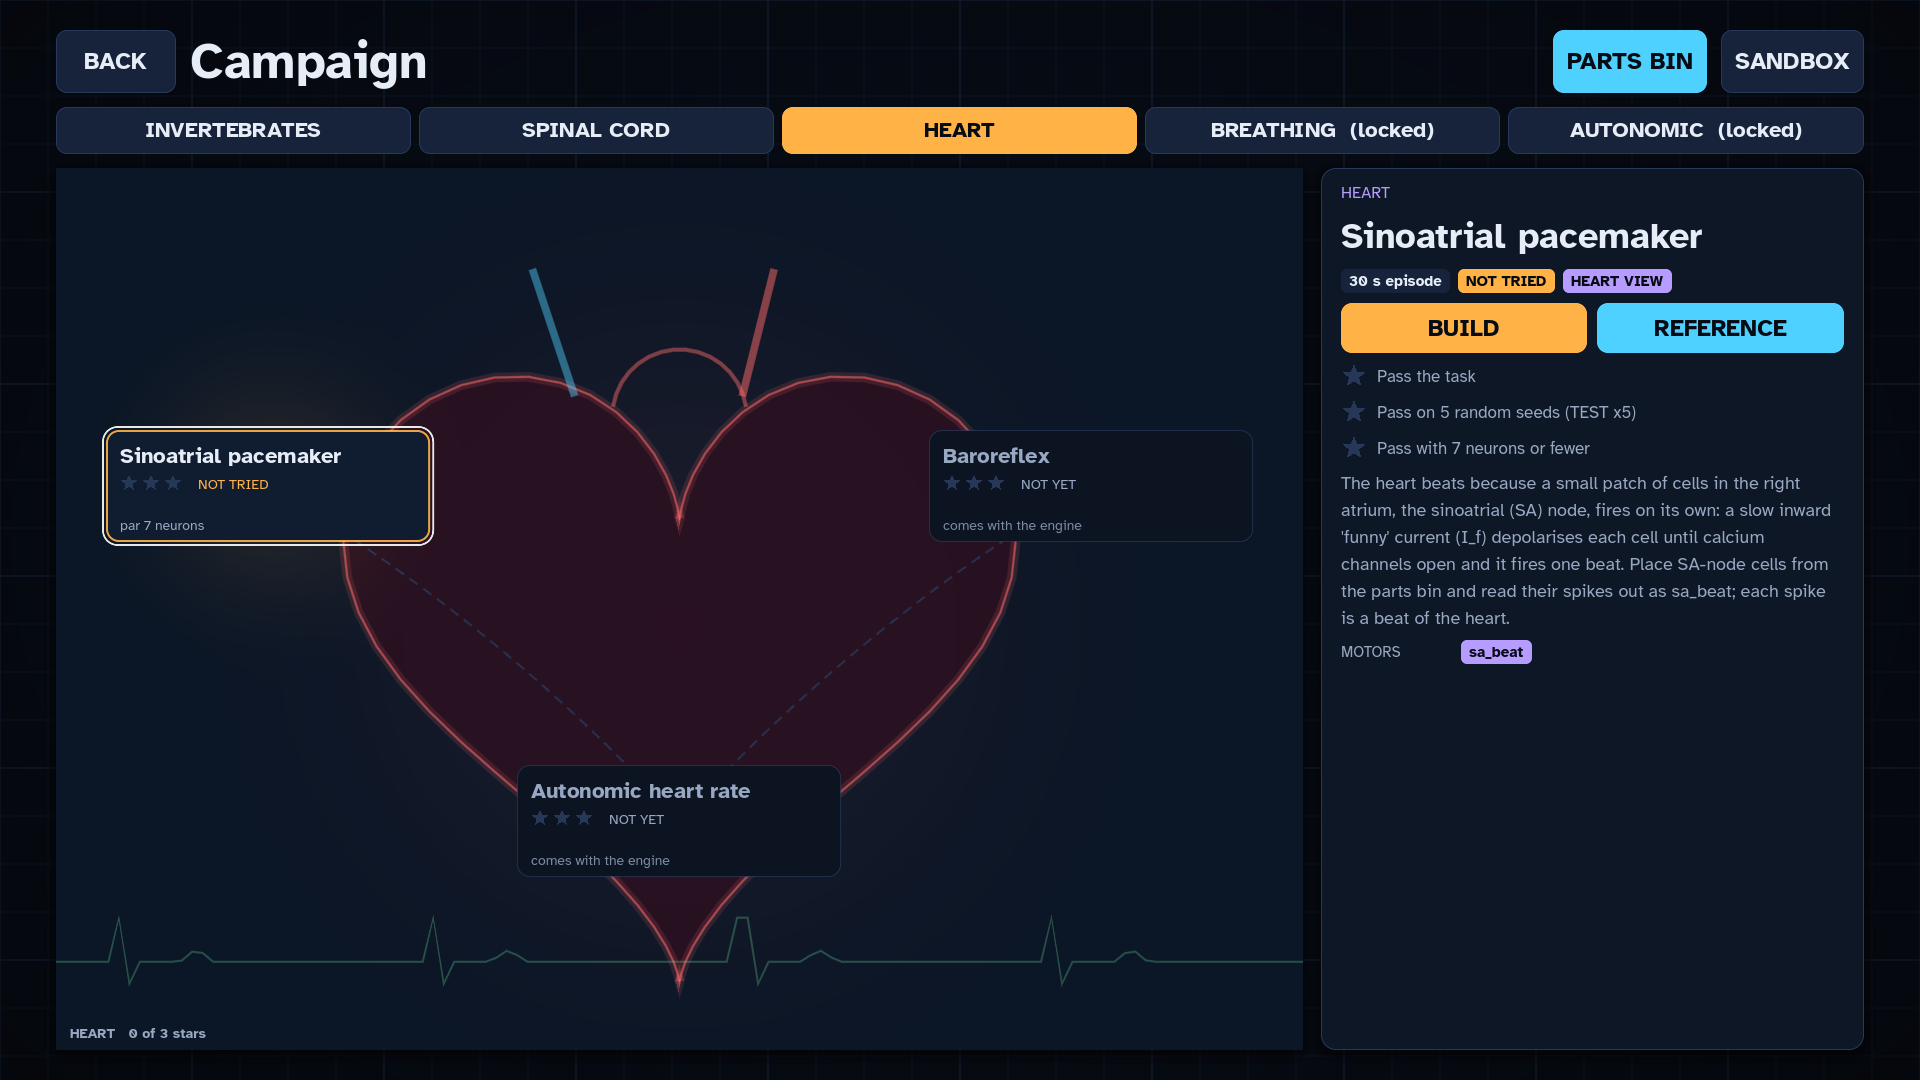 BACK
Campaign
PARTS BIN
SANDBOX
INVERTEBRATES
SPINAL CORD
HEART
BREATHING (locked)
AUTONOMIC (locked)
Sinoatrial pacemaker
NOT TRIED
par 7 neurons
Baroreflex
NOT YET
comes with the engine
Autonomic heart rate
NOT YET
comes with the engine
HEART 0 of 3 stars
HEART
Sinoatrial pacemaker
30 s episode
NOT TRIED
HEART VIEW
BUILD
REFERENCE
Pass the task
Pass on 5 random seeds (TEST x5)
Pass with 7 neurons or fewer
The heart beats because a small patch of cells in the right
atrium, the sinoatrial (SA) node, fires on its own: a slow inward
'funny' current (I_f) depolarises each cell until calcium
channels open and it fires one beat. Place SA-node cells from
the parts bin and read their spikes out as sa_beat; each spike
is a beat of the heart.
MOTORS
sa_beat